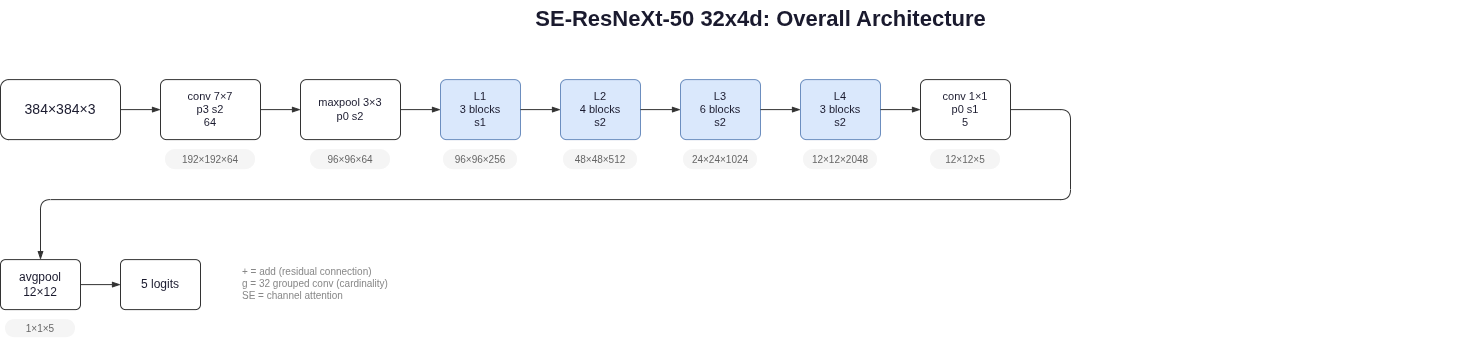 SE-ResNeXt-50 32x4d: Overall Architecture
384×384×3
conv 7×7
p3 s2
64
192×192×64
maxpool 3×3
p0 s2
96×96×64
L1
3 blocks
s1
96×96×256
L2
4 blocks
s2
48×48×512
L3
6 blocks
s2
24×24×1024
L4
3 blocks
s2
12×12×2048
conv 1×1
p0 s1
5
12×12×5
avgpool
12×12
1×1×5
5 logits
+ = add (residual connection)
g = 32 grouped conv (cardinality)
SE = channel attention